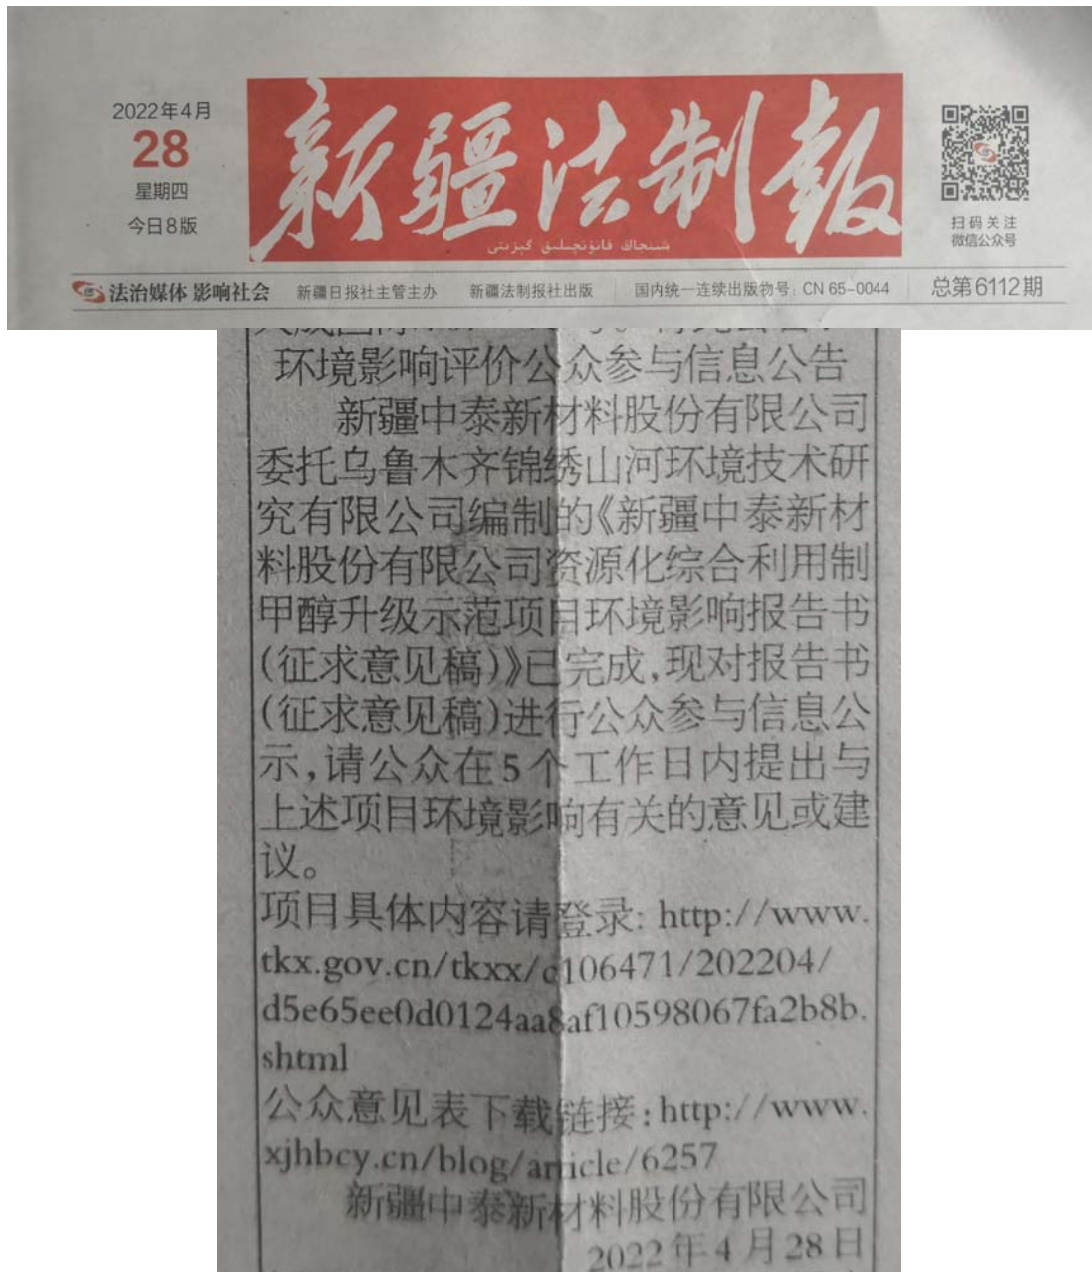 2022年4月
28
星期四
今日8版
新疆法制报
شىنجاڭ قانۇنچىلىق گېزىتى
扫码关注
微信公众号
法治媒体 影响社会 新疆日报社主管主办 新疆法制报社出版 国内统一连续出版物号：CN 65-0044 总第6112期
环境影响评价公众参与信息公告
新疆中泰新材料股份有限公司
委托乌鲁木齐锦绣山河环境技术研
究有限公司编制的《新疆中泰新材
料股份有限公司资源化综合利用制
甲醇升级示范项目环境影响报告书
(征求意见稿)》已完成,现对报告书
(征求意见稿)进行公众参与信息公
示,请公众在5个工作日内提出与
上述项目环境影响有关的意见或建
议。
项目具体内容请登录: http://www.
tkx.gov.cn/tkxx/c106471/202204/
d5e65ee0d0124aa8af10598067fa2b8b.
shtml
公众意见表下载链接:http://www.
xjhbcy.cn/blog/article/6257
新疆中泰新材料股份有限公司
2022年4月28日